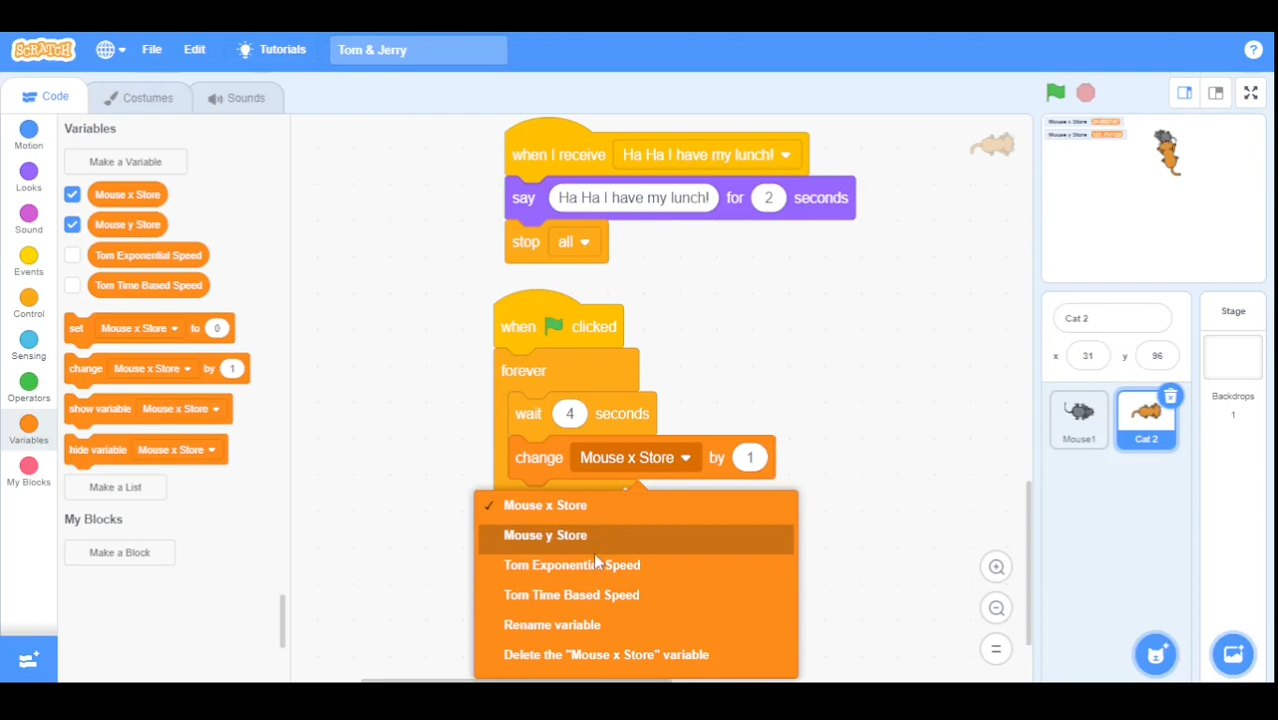 SCRATCH
File
Edit
Tutorials
Tom & Jerry
?
Code
Costumes
Sounds
Motion
Looks
Sound
Events
Control
Sensing
Operators
Variables
My Blocks
Variables
Make a Variable
Mouse x Store
Mouse y Store
Tom Exponential Speed
Tom Time Based Speed
set Mouse x Store to 0
change Mouse x Store by 1
show variable Mouse x Store
hide variable Mouse x Store
Make a List
My Blocks
Make a Block
when I receive Ha Ha I have my lunch!
say Ha Ha I have my lunch! for 2 seconds
stop all
when clicked
forever
wait 4 seconds
change Mouse x Store by 1
✓ Mouse x Store
Mouse y Store
Tom Exponential Speed
Tom Time Based Speed
Rename variable
Delete the "Mouse x Store" variable
Mouse x Store
Mouse y Store
Cat 2
x 31 y 96
Mouse1
Cat 2
Stage
Backdrops
1